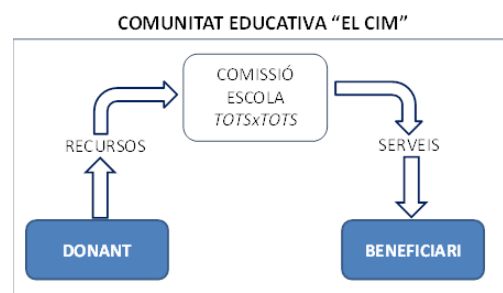 COMUNITAT EDUCATIVA “EL CIM”
COMISSIÓ
ESCOLA
TOTSxTOTS
RECURSOS
SERVEIS
DONANT
BENEFICIARI